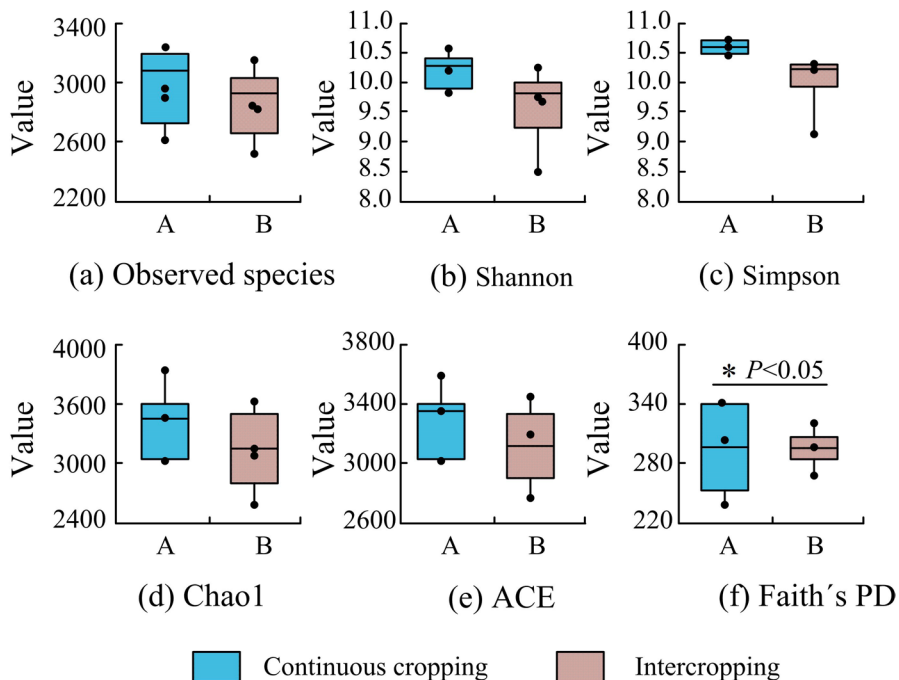 Value
3400
3000
2600
2200
A
B
(a) Observed species
Value
11.0
10.5
10.0
9.5
9.0
8.5
8.0
A
B
(b) Shannon
Value
11.0
10.5
10.0
9.5
9.0
8.5
8.0
A
B
(c) Simpson
Value
4000
3600
3000
2400
A
B
(d) Chao1
Value
3800
3400
3000
2600
A
B
(e) ACE
Value
400
340
280
220
* P<0.05
A
B
(f) Faith´s PD
Continuous cropping
Intercropping